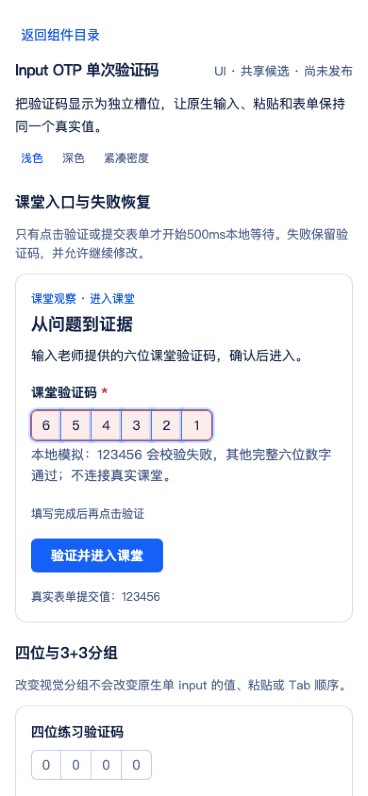 返回组件目录
Input OTP 单次验证码
UI · 共享候选 · 尚未发布
把验证码显示为独立槽位，让原生输入、粘贴和表单保持
同一个真实值。
浅色 深色 紧凑密度
课堂入口与失败恢复
只有点击验证或提交表单才开始500ms本地等待。失败保留验
证码，并允许继续修改。
课堂观察 · 进入课堂
从问题到证据
输入老师提供的六位课堂验证码，确认后进入。
课堂验证码 *
6 5 4 3 2 1
本地模拟：123456 会校验失败，其他完整六位数字
通过；不连接真实课堂。
填写完成后再点击验证
验证并进入课堂
真实表单提交值：123456
四位与3+3分组
改变视觉分组不会改变原生单 input 的值、粘贴或 Tab 顺序。
四位练习验证码
0 0 0 0